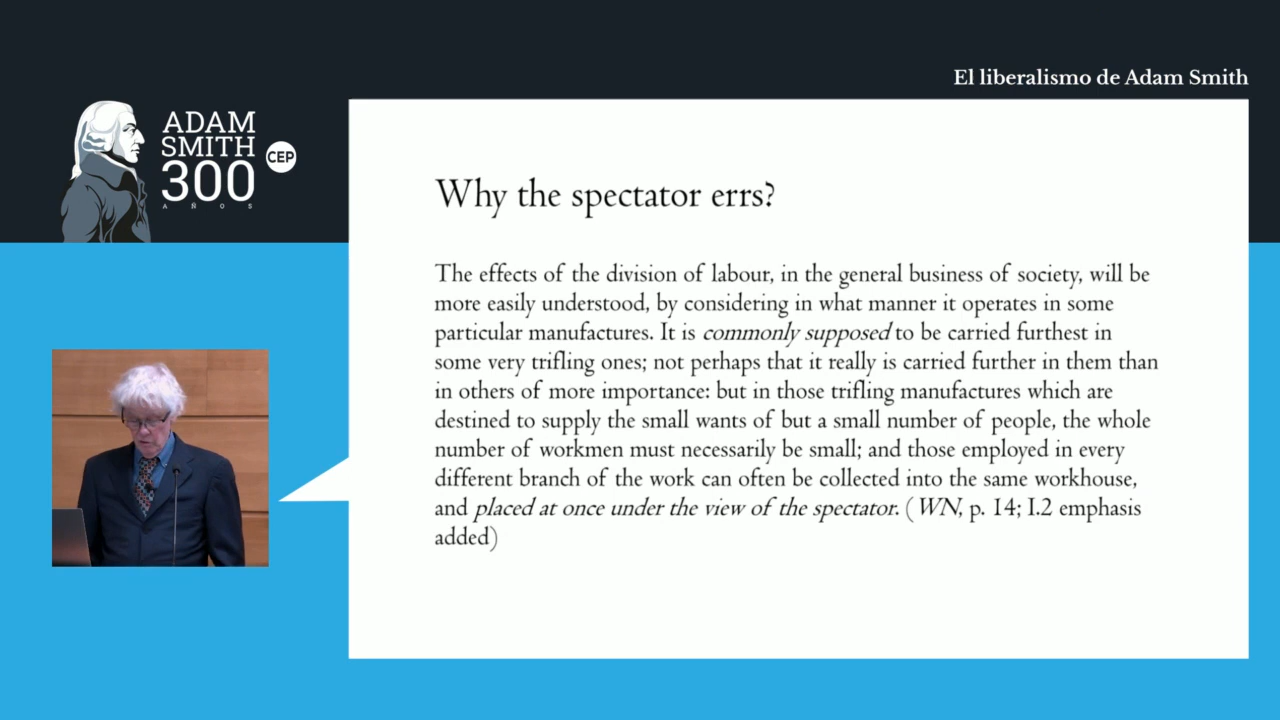 El liberalismo de Adam Smith
ADAM
SMITH
300
AÑOS
CEP
Why the spectator errs?
The effects of the division of labour, in the general business of society, will be
more easily understood, by considering in what manner it operates in some
particular manufactures. It is commonly supposed to be carried furthest in
some very trifling ones; not perhaps that it really is carried further in them than
in others of more importance: but in those trifling manufactures which are
destined to supply the small wants of but a small number of people, the whole
number of workmen must necessarily be small; and those employed in every
different branch of the work can often be collected into the same workhouse,
and placed at once under the view of the spectator. (WN, p. 14; I.2 emphasis
added)